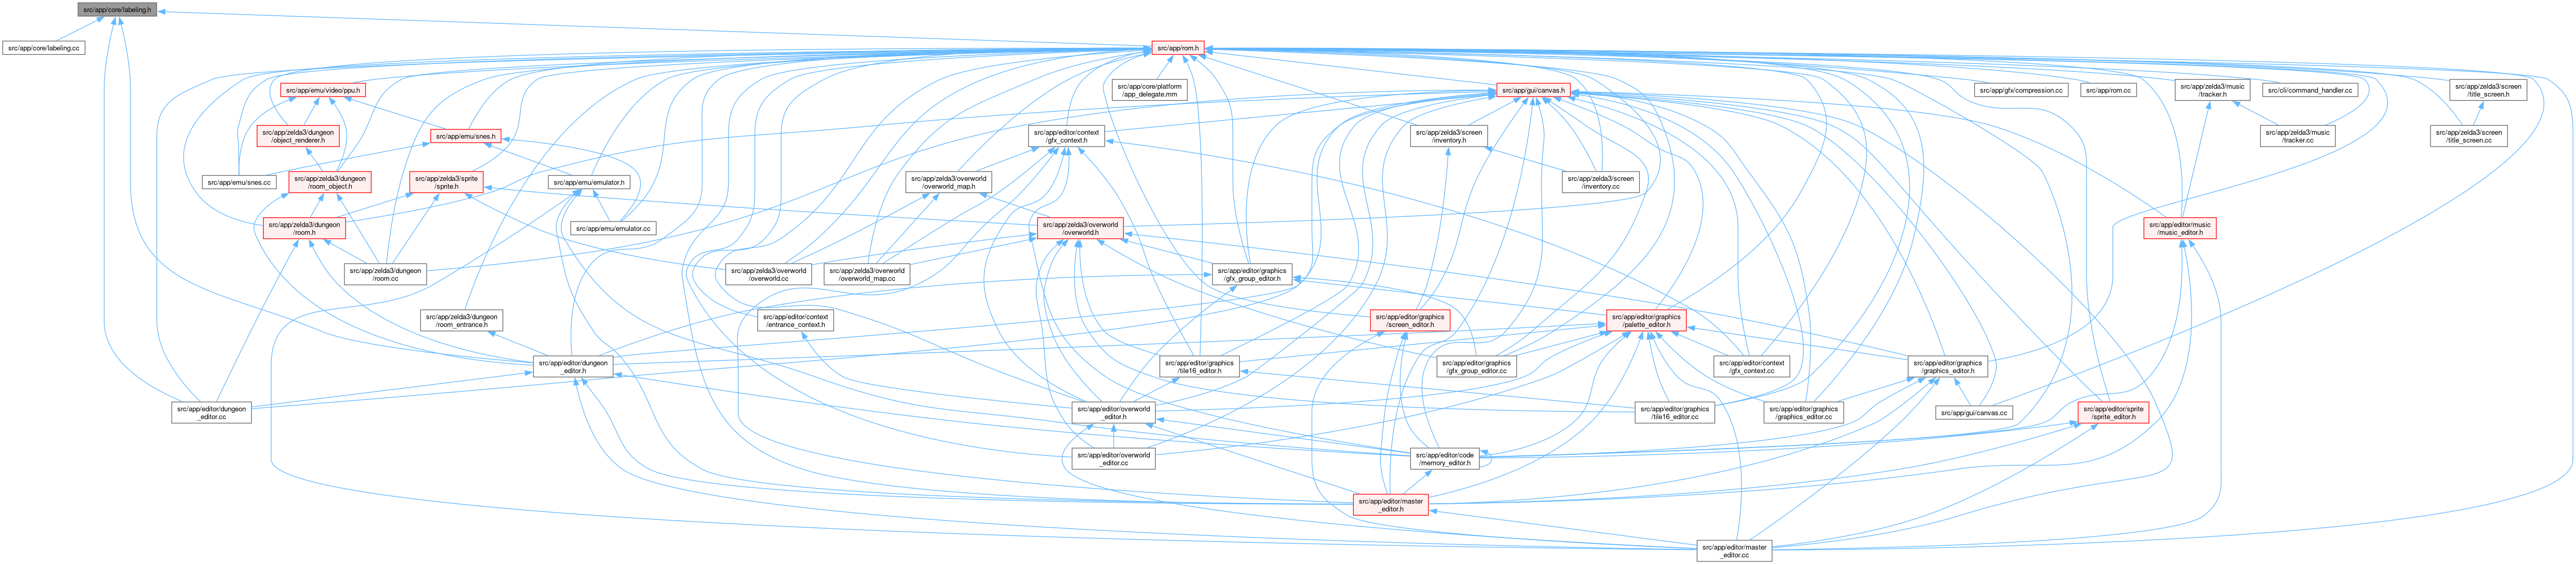 src/app/core/labeling.h
src/app/core/labeling.cc
src/app/rom.h
src/app/emu/video/ppu.h
src/app/core/platform
/app_delegate.mm
src/app/gui/canvas.h
src/app/gfx/compression.cc
src/app/rom.cc
src/app/zelda3/music
/tracker.h
src/cli/command_handler.cc
src/app/zelda3/screen
/title_screen.h
src/app/zelda3/dungeon
/object_renderer.h
src/app/emu/snes.h
src/app/editor/context
/gfx_context.h
src/app/zelda3/screen
/inventory.h
src/app/zelda3/music
/tracker.cc
src/app/zelda3/screen
/title_screen.cc
src/app/emu/snes.cc
src/app/zelda3/dungeon
/room_object.h
src/app/zelda3/sprite
/sprite.h
src/app/emu/emulator.h
src/app/zelda3/overworld
/overworld_map.h
src/app/zelda3/screen
/inventory.cc
src/app/zelda3/dungeon
/room.h
src/app/emu/emulator.cc
src/app/zelda3/overworld
/overworld.h
src/app/editor/music
/music_editor.h
src/app/zelda3/dungeon
/room.cc
src/app/zelda3/overworld
/overworld.cc
src/app/zelda3/overworld
/overworld_map.cc
src/app/editor/graphics
/gfx_group_editor.h
src/app/zelda3/dungeon
/room_entrance.h
src/app/editor/context
/entrance_context.h
src/app/editor/graphics
/screen_editor.h
src/app/editor/graphics
/palette_editor.h
src/app/editor/dungeon
_editor.h
src/app/editor/graphics
/tile16_editor.h
src/app/editor/graphics
/gfx_group_editor.cc
src/app/editor/context
/gfx_context.cc
src/app/editor/graphics
/graphics_editor.h
src/app/editor/dungeon
_editor.cc
src/app/editor/overworld
_editor.h
src/app/editor/graphics
/tile16_editor.cc
src/app/editor/graphics
/graphics_editor.cc
src/app/gui/canvas.cc
src/app/editor/sprite
/sprite_editor.h
src/app/editor/overworld
_editor.cc
src/app/editor/code
/memory_editor.h
src/app/editor/master
_editor.h
src/app/editor/master
_editor.cc